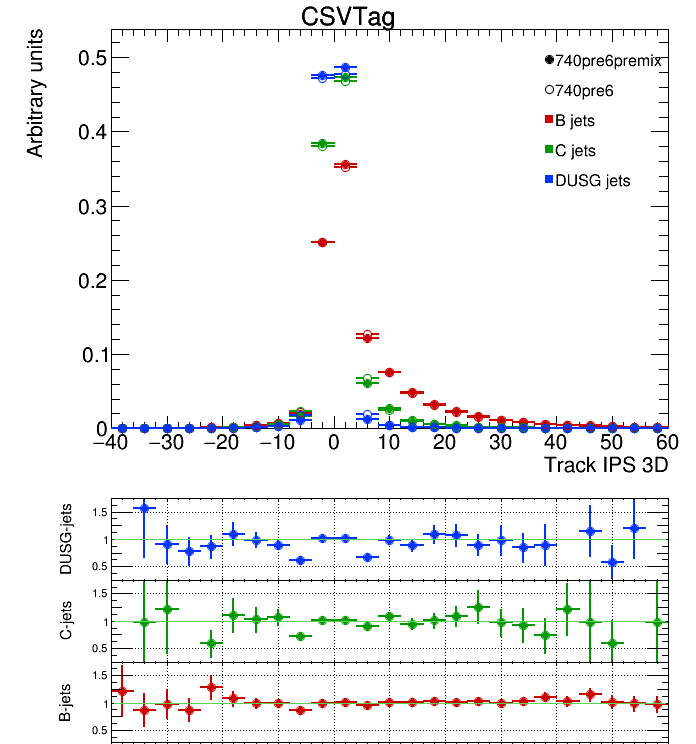 CSVTag
Arbitrary units
740pre6premix
740pre6
B jets
C jets
DUSG jets
0.5
0.4
0.3
0.2
0.1
0
−40 −30 −20 −10 0 10 20 30 40 50 60
Track IPS 3D
DUSG-jets
1.5
1
0.5
C-jets
1.5
1
0.5
B-jets
1.5
1
0.5